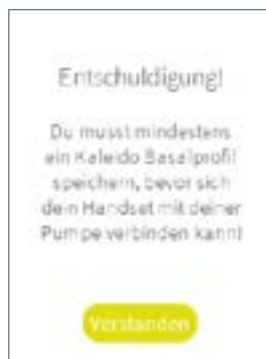 Entschuldigung!
Du musst mindestens
ein Kaleido Basalprofil
speichern, bevor sich
dein Handset mit deiner
Pumpe verbinden kann!
Verstanden